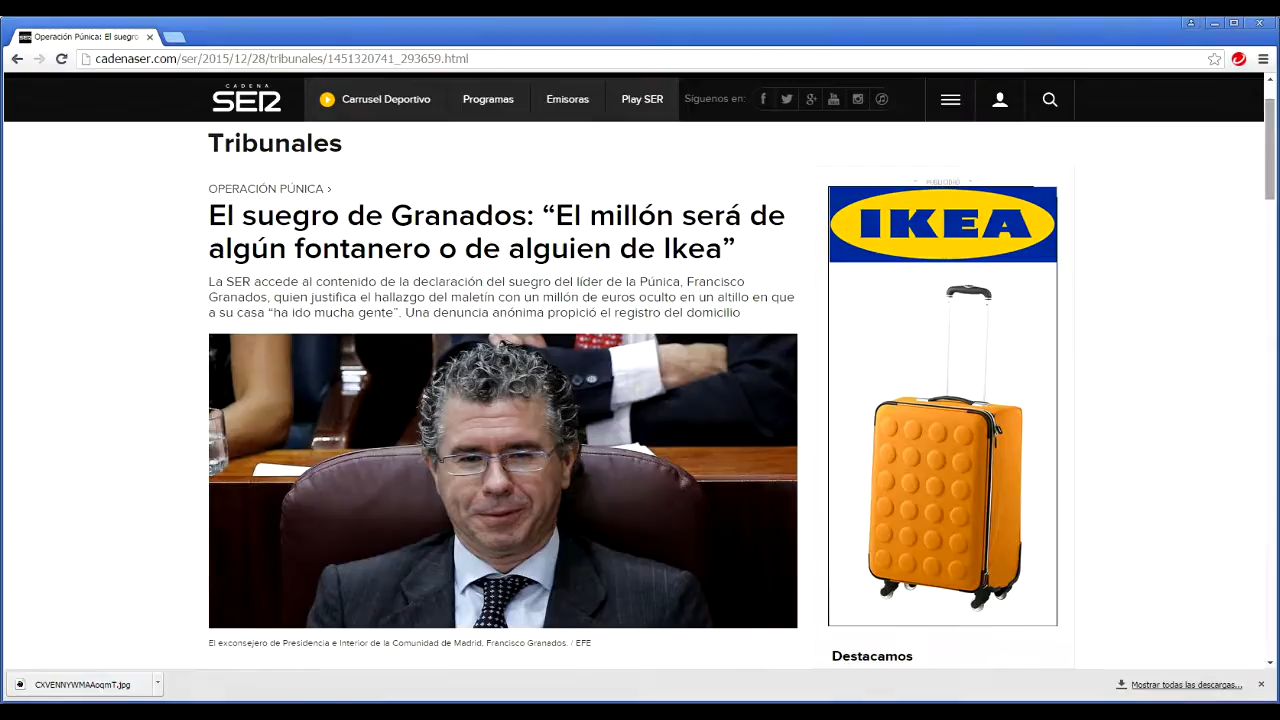 Operación Púnica: El suegro
cadenaser.com/ser/2015/12/28/tribunales/1451320741_293659.html
CADENA
SER
Carrusel Deportivo
Programas
Emisoras
Play SER
Síguenos en:
Tribunales
OPERACIÓN PÚNICA >
El suegro de Granados: “El millón será de
algún fontanero o de alguien de Ikea”
La SER accede al contenido de la declaración del suegro del líder de la Púnica, Francisco
Granados, quien justifica el hallazgo del maletín con un millón de euros oculto en un altillo en que
a su casa “ha ido mucha gente”. Una denuncia anónima propició el registro del domicilio
El exconsejero de Presidencia e Interior de la Comunidad de Madrid, Francisco Granados. / EFE
PUBLICIDAD
IKEA
Destacamos
CXVENNYWMAAoqmT.jpg
Mostrar todas las descargas...